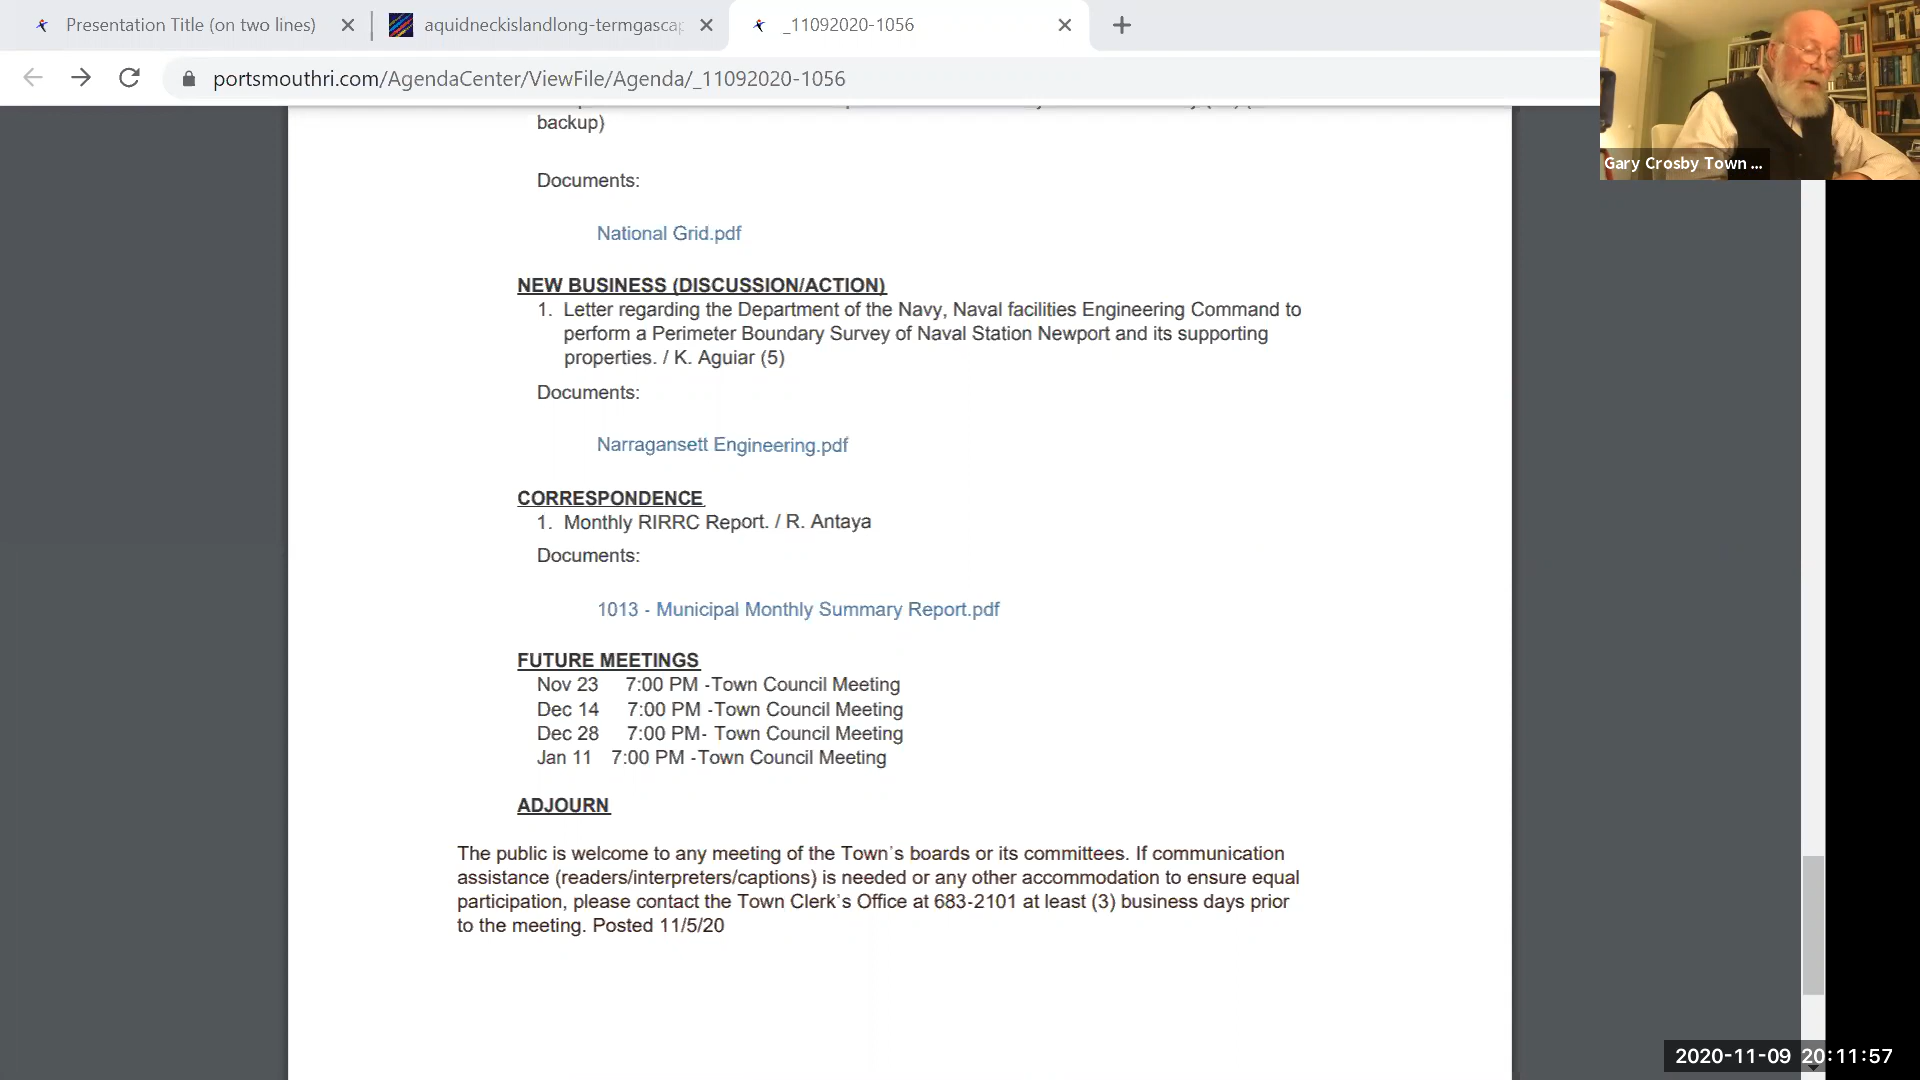 Presentation Title (on two lines)
aquidneckislandlong-termgascap
_11092020-1056
portsmouthri.com/AgendaCenter/ViewFile/Agenda/_11092020-1056
Gary Crosby Town ...
backup)
Documents:
National Grid.pdf
NEW BUSINESS (DISCUSSION/ACTION)
1. Letter regarding the Department of the Navy, Naval facilities Engineering Command to
perform a Perimeter Boundary Survey of Naval Station Newport and its supporting
properties. / K. Aguiar (5)
Documents:
Narragansett Engineering.pdf
CORRESPONDENCE
1. Monthly RIRRC Report. / R. Antaya
Documents:
1013 - Municipal Monthly Summary Report.pdf
FUTURE MEETINGS
Nov 23 7:00 PM -Town Council Meeting
Dec 14 7:00 PM -Town Council Meeting
Dec 28 7:00 PM- Town Council Meeting
Jan 11 7:00 PM -Town Council Meeting
ADJOURN
The public is welcome to any meeting of the Town's boards or its committees. If communication
assistance (readers/interpreters/captions) is needed or any other accommodation to ensure equal
participation, please contact the Town Clerk's Office at 683-2101 at least (3) business days prior
to the meeting. Posted 11/5/20
2020-11-09 20:11:57